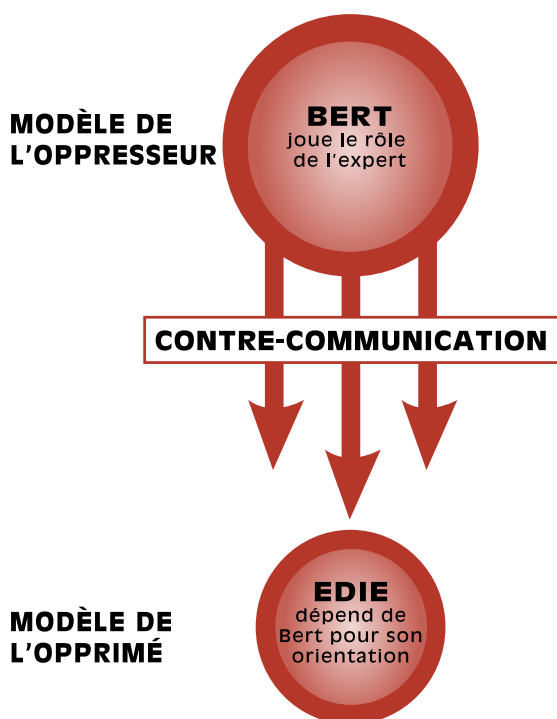 MODÈLE DE
L'OPPRESSEUR
BERT
joue le rôle
de l'expert
CONTRE-COMMUNICATION
MODÈLE DE
L'OPPRIMÉ
EDIE
dépend de
Bert pour son
orientation